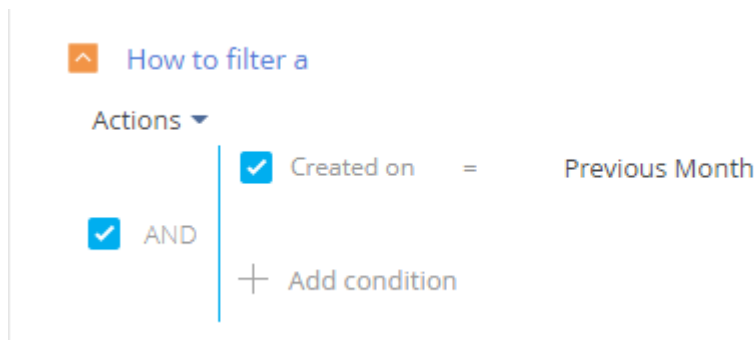 How to filter a
Actions
Created on = Previous Month
AND
Add condition